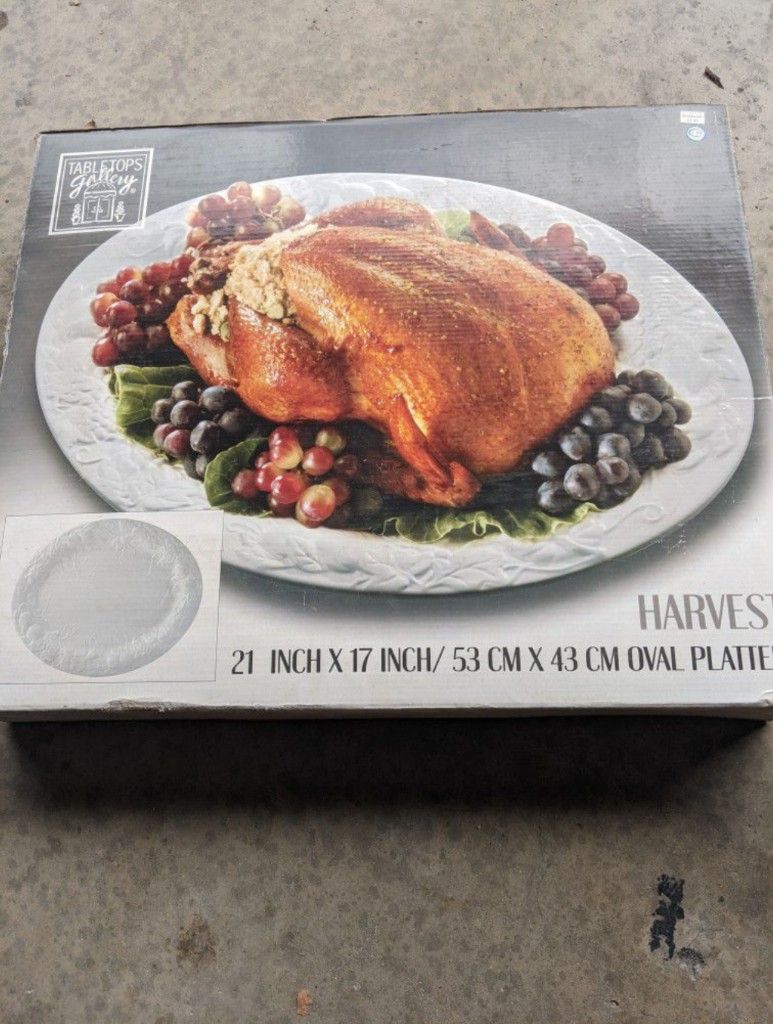 TABLETOPS
gallery®
HARVEST
21 INCH X 17 INCH/ 53 CM X 43 CM OVAL PLATTE